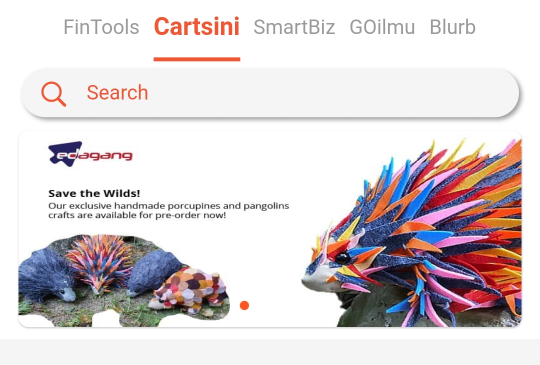 FinTools Cartsini SmartBiz GOilmu Blurb
Search
edagang
Save the Wilds!
Our exclusive handmade porcupines and pangolins
crafts are available for pre-order now!